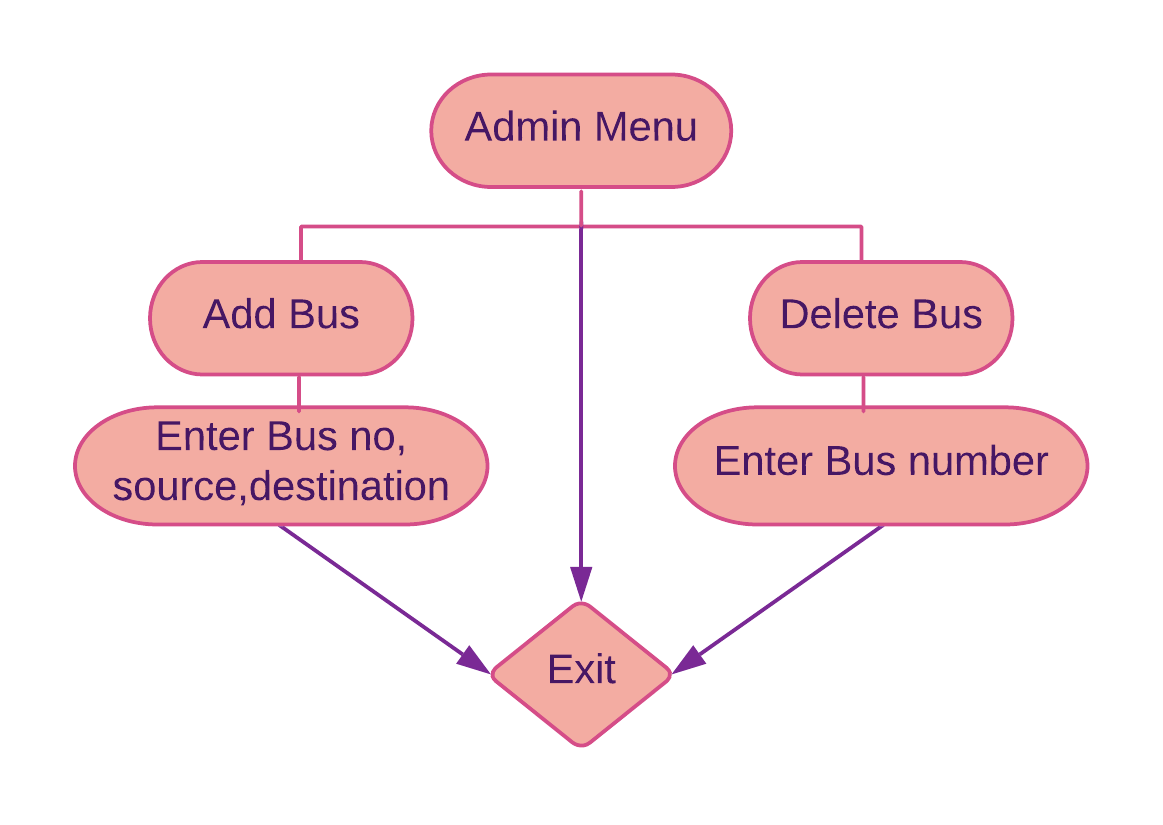 Admin Menu
Add Bus
Delete Bus
Enter Bus no,
source,destination
Enter Bus number
Exit